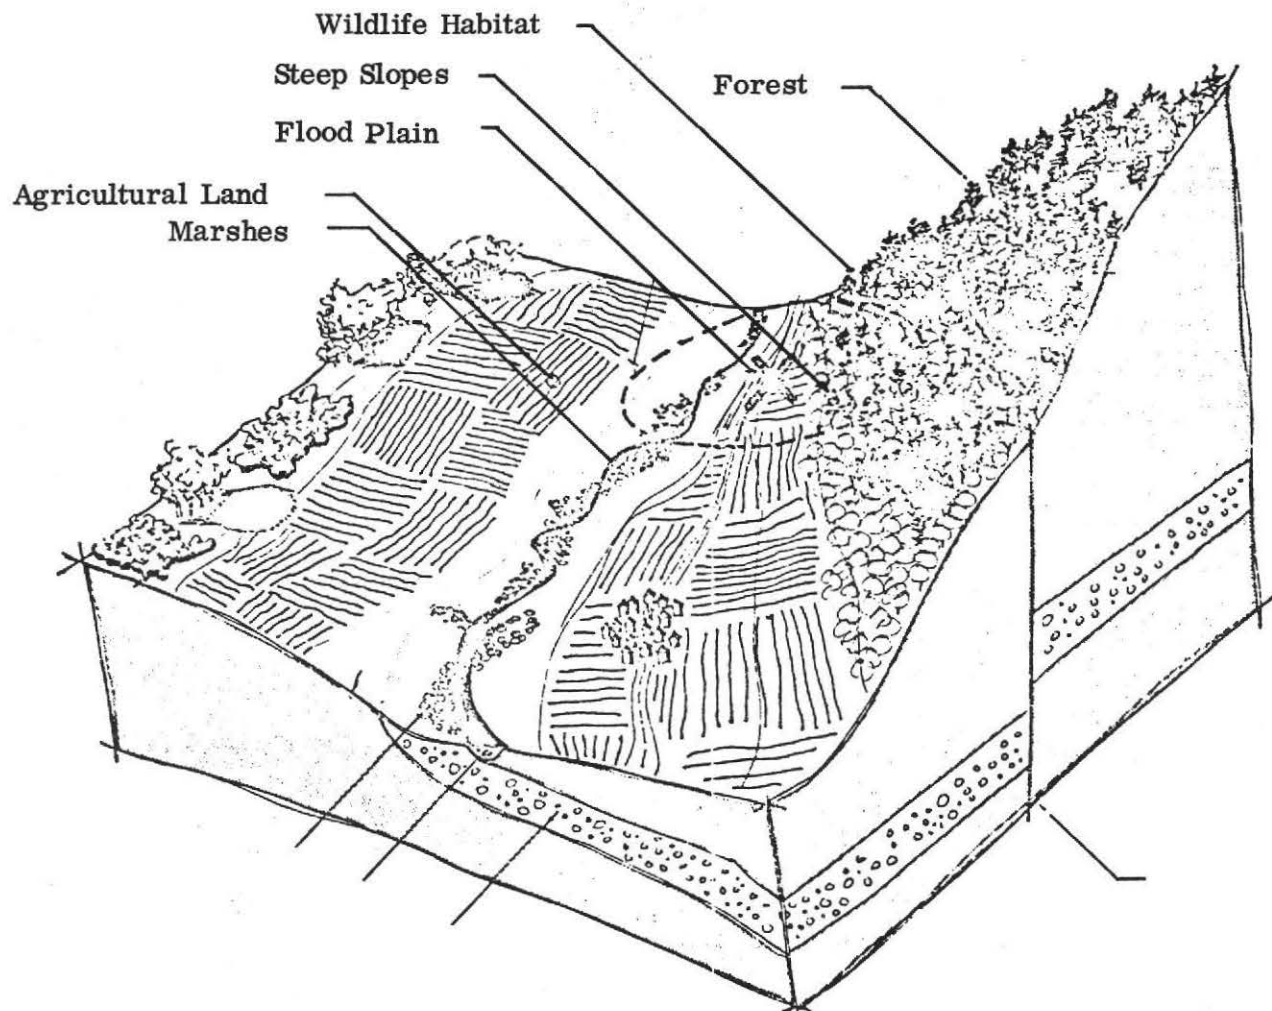 Wildlife Habitat
Steep Slopes
Forest
Flood Plain
Agricultural Land
Marshes